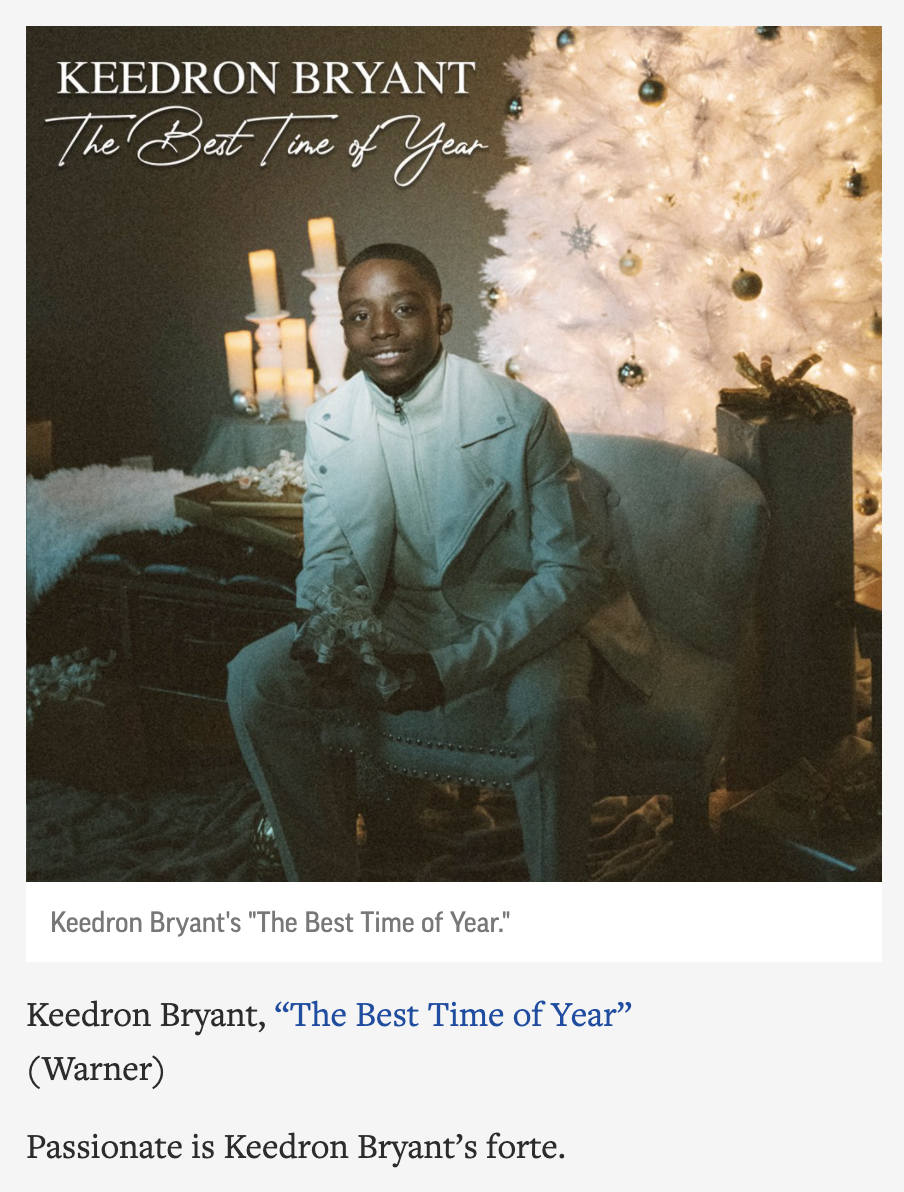 KEEDRON BRYANT
The Best Time of Year
Keedron Bryant's "The Best Time of Year."
Keedron Bryant, “The Best Time of Year”
(Warner)
Passionate is Keedron Bryant’s forte.